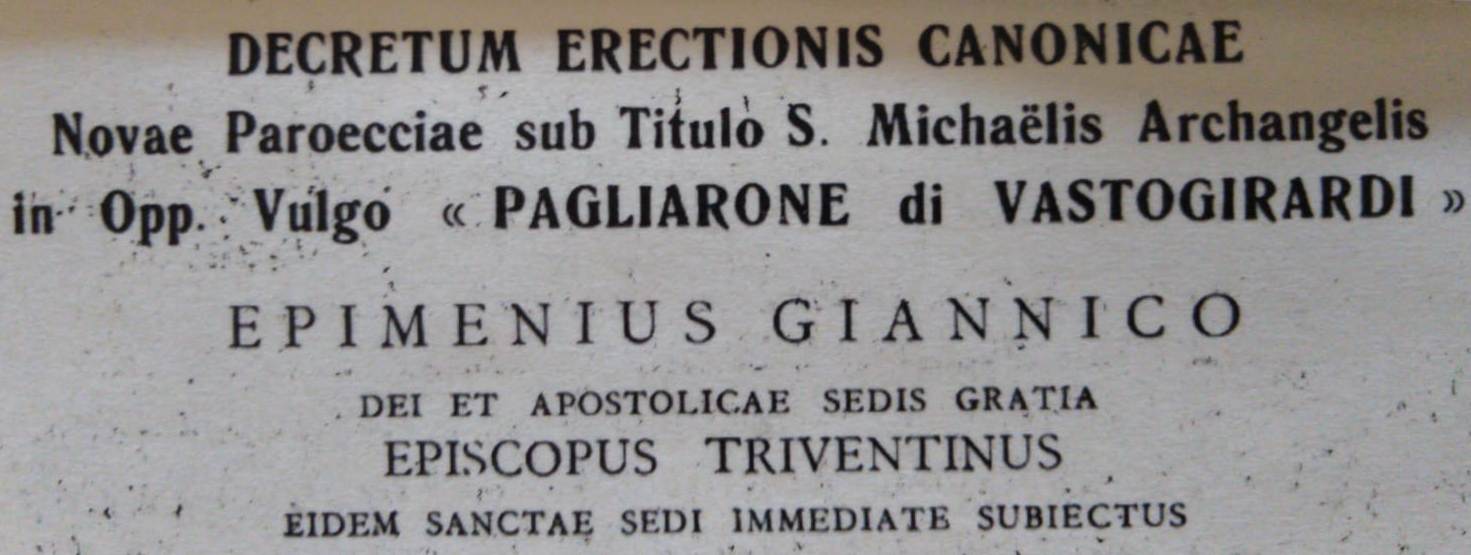 DECRETUM ERECTIONIS CANONICAE
Novae Paroecciae sub Titulo S. Michaëlis Archangelis
in Opp. Vulgo « PAGLIARONE di VASTOGIRARDI »
EPIMENIUS GIANNICO
DEI ET APOSTOLICAE SEDIS GRATIA
EPISCOPUS TRIVENTINUS
EIDEM SANCTAE SEDI IMMEDIATE SUBIECTUS